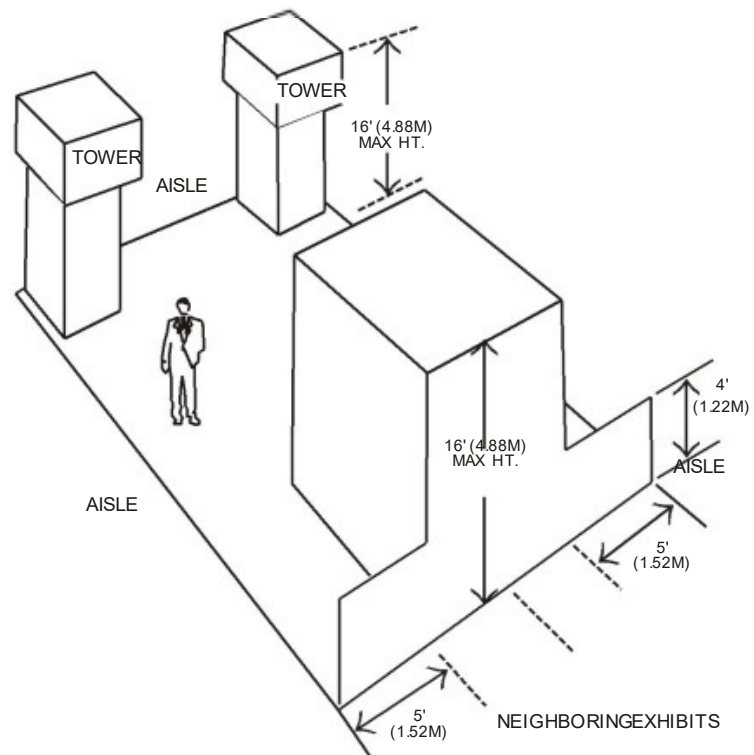 TOWER
16' (4.88M)
MAX HT.
TOWER
AISLE
4'
(1.22M)
16' (4.88M)
MAX HT.
AISLE
AISLE
5'
(1.52M)
5'
(1.52M)
NEIGHBORINGEXHIBITS